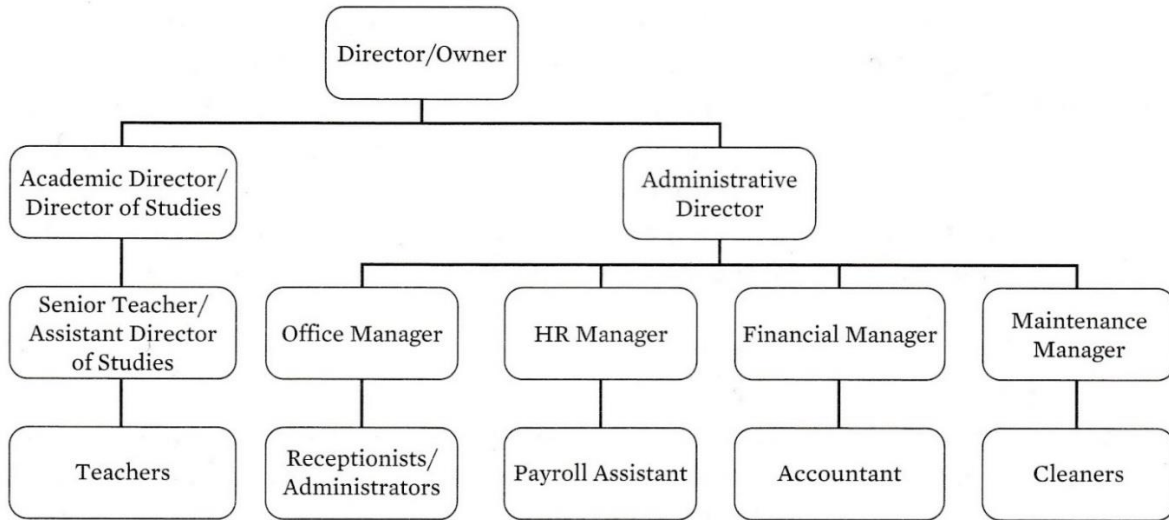 Director/Owner
Academic Director/
Director of Studies
Administrative
Director
Senior Teacher/
Assistant Director
of Studies
Office Manager
HR Manager
Financial Manager
Maintenance
Manager
Teachers
Receptionists/
Administrators
Payroll Assistant
Accountant
Cleaners